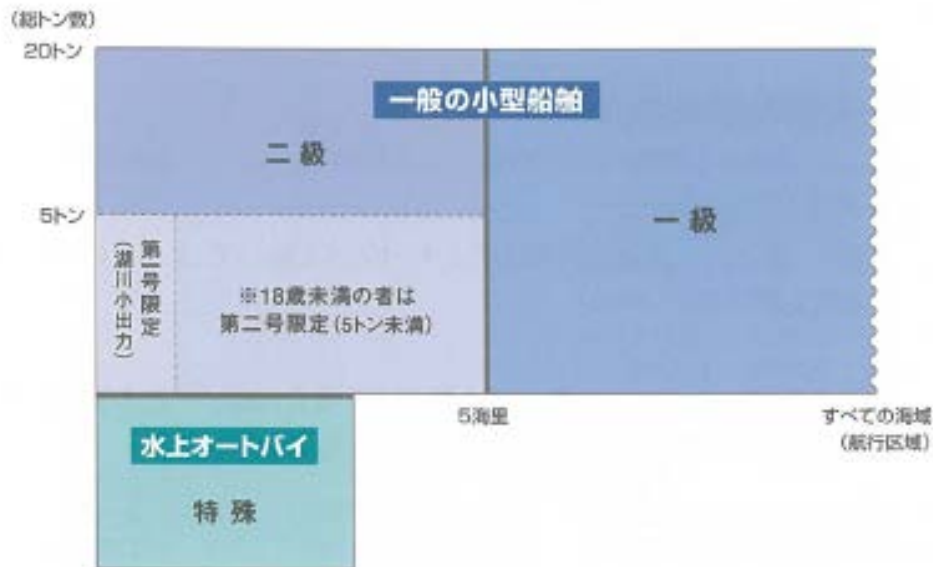 (総トン数)
20トン
一般の小型船舶
二級
5トン
一級
第一号限定
(湖川小出力)
※18歳未満の者は
第二号限定(5トン未満)
5海里
すべての海域
(航行区域)
水上オートバイ
特殊